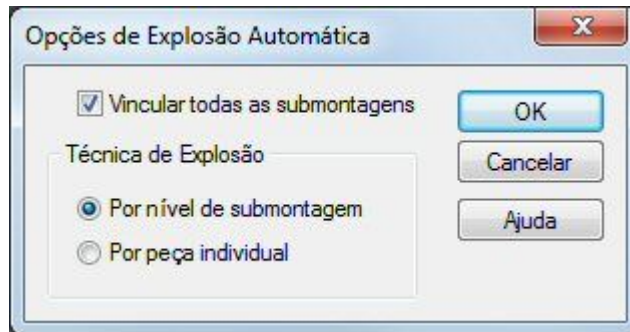 Opções de Explosão Automática
Vincular todas as submontagens
OK
Técnica de Explosão
Cancelar
Por nível de submontagem
Ajuda
Por peça individual